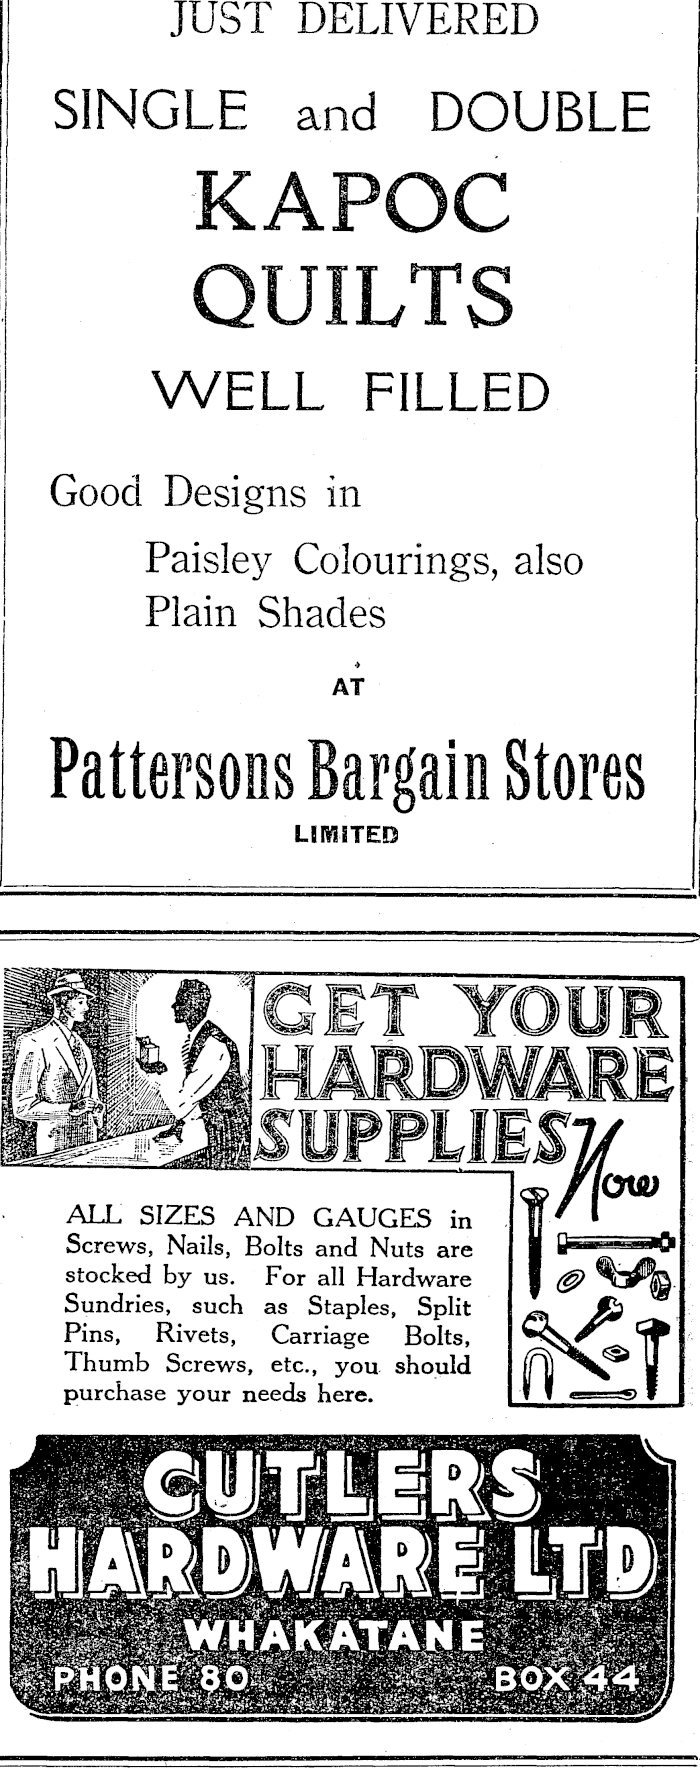 JUST DELIVERED
SINGLE and DOUBLE
KAPOC
QUILTS
WELL FILLED
Good Designs in
Paisley Colourings, also
Plain Shades
AT
Pattersons Bargain Stores
LIMITED
GET YOUR
HARDWARE
SUPPLIES
Now
ALL SIZES AND GAUGES in
Screws, Nails, Bolts and Nuts are
stocked by us. For all Hardware
Sundries, such as Staples, Split
Pins, Rivets, Carriage Bolts,
Thumb Screws, etc., you should
purchase your needs here.
CUTLERS
HARDWARE LTD
WHAKATANE
PHONE 80 BOX 44